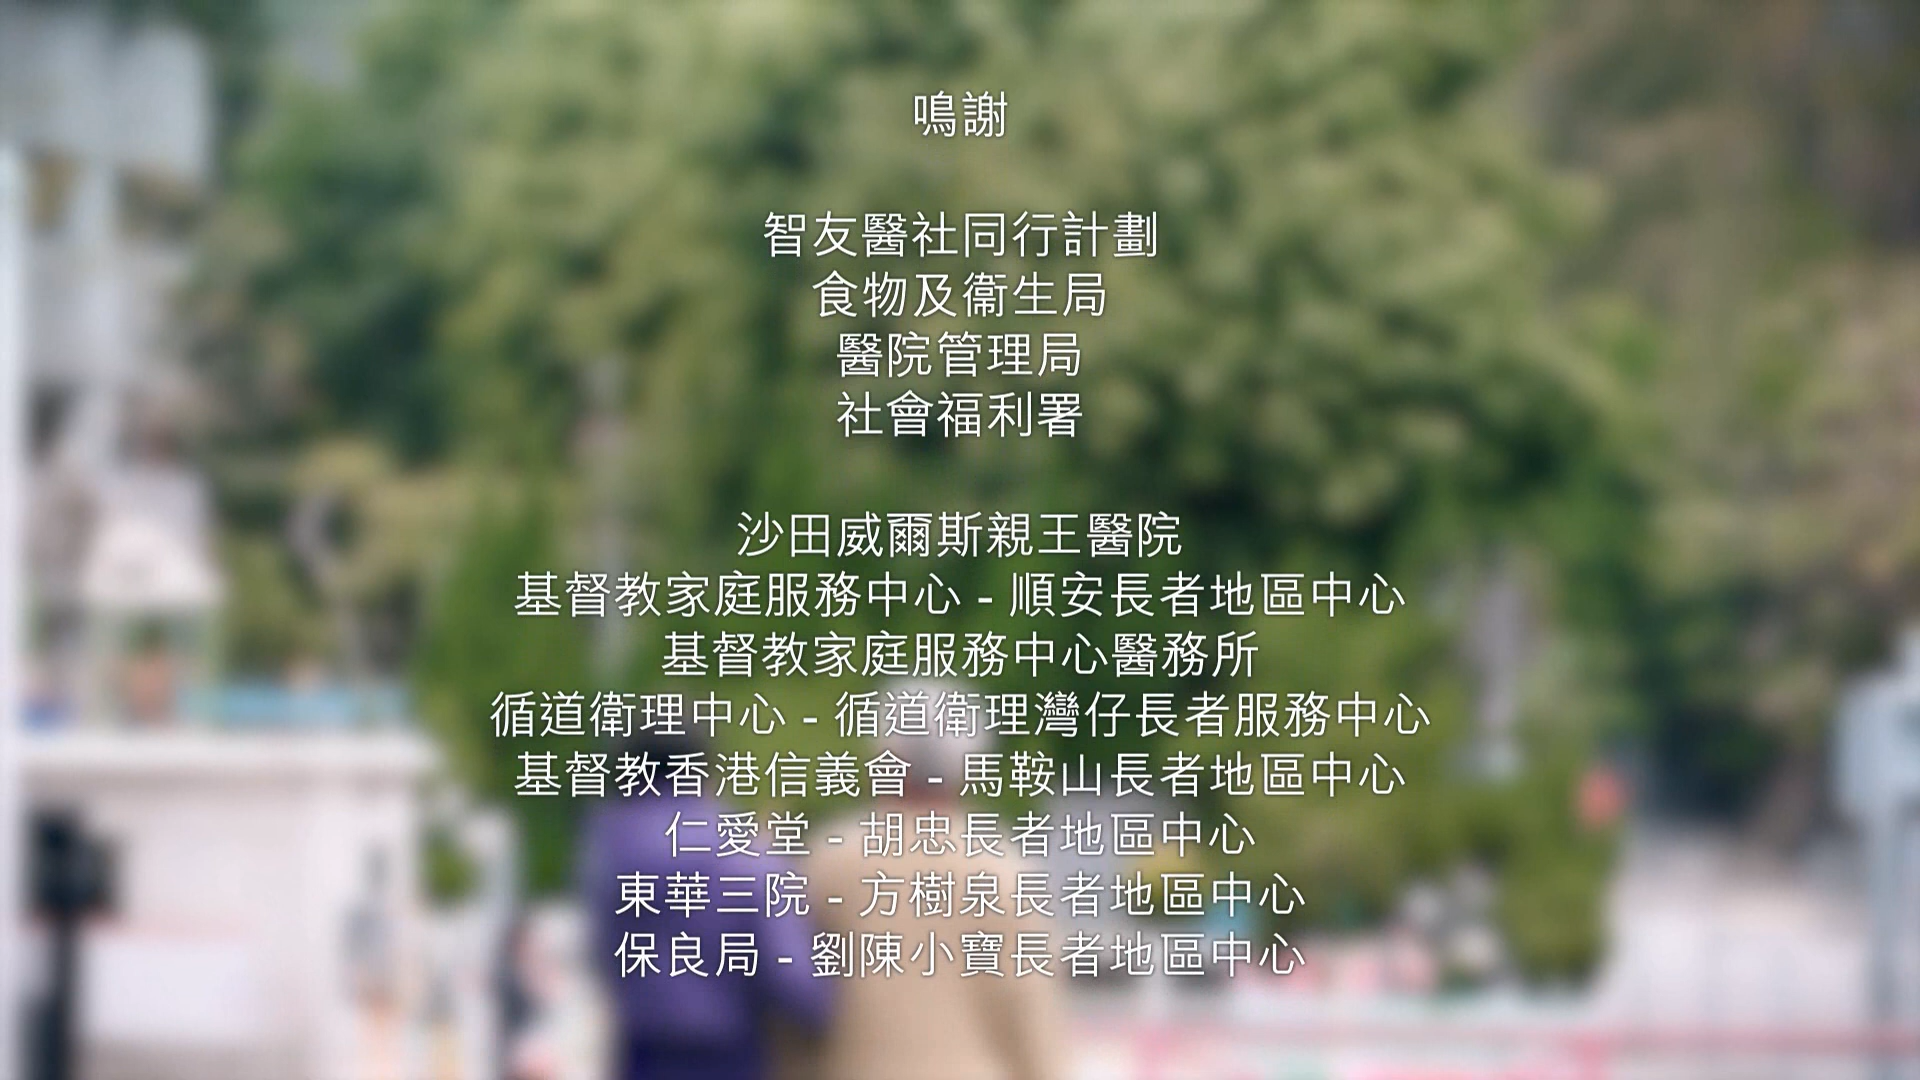 鳴謝
智友醫社同行計劃
食物及衞生局
醫院管理局
社會福利署
沙田威爾斯親王醫院
基督教家庭服務中心 - 順安長者地區中心
基督教家庭服務中心醫務所
循道衛理中心 - 循道衛理灣仔長者服務中心
基督教香港信義會 - 馬鞍山長者地區中心
仁愛堂 - 胡忠長者地區中心
東華三院 - 方樹泉長者地區中心
保良局 - 劉陳小寶長者地區中心